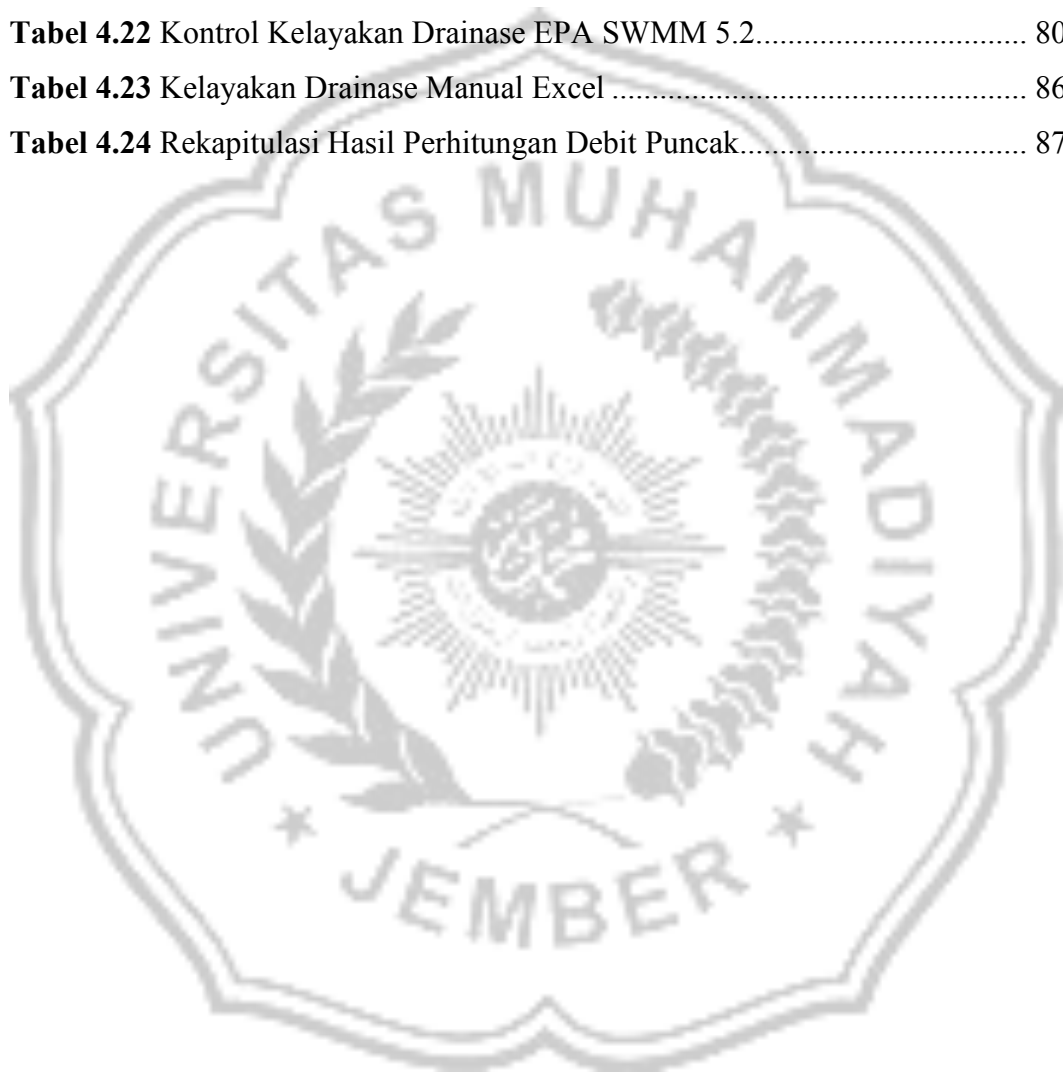 Tabel 4.22 Kontrol Kelayakan Drainase EPA SWMM 5.2.................................. 80
Tabel 4.23 Kelayakan Drainase Manual Excel .................................................... 86
Tabel 4.24 Rekapitulasi Hasil Perhitungan Debit Puncak.................................... 87
UNIVERSITAS MUHAMMADIYAH
JEMBER